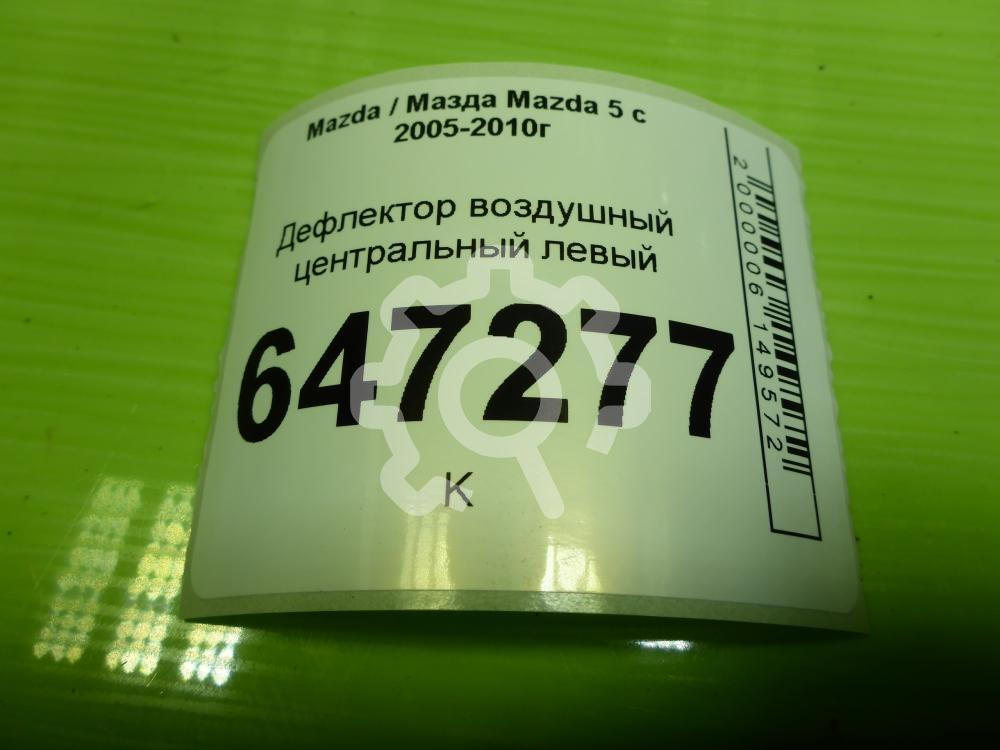 Mazda / Мазда Mazda 5 с
2005-2010г
Дефлектор воздушный
центральный левый
647277
К
2000006149572